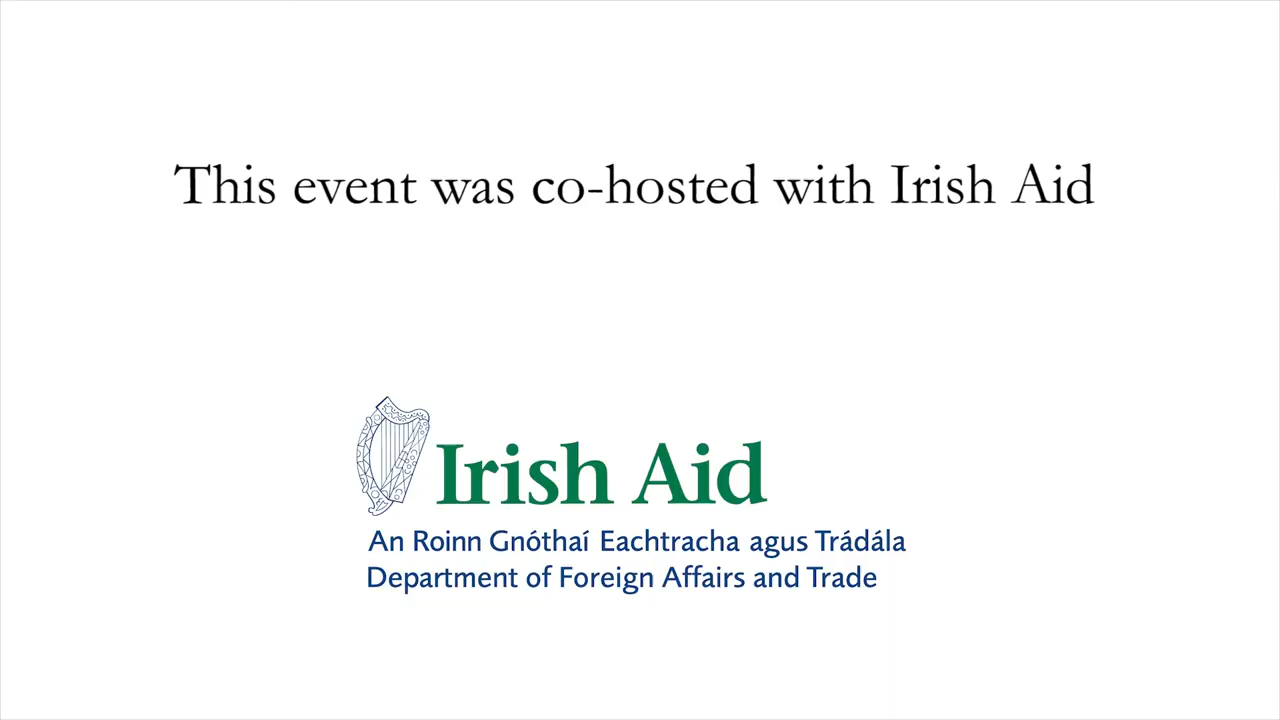 This event was co-hosted with Irish Aid
Irish Aid
An Roinn Gnóthaí Eachtracha agus Trádála
Department of Foreign Affairs and Trade